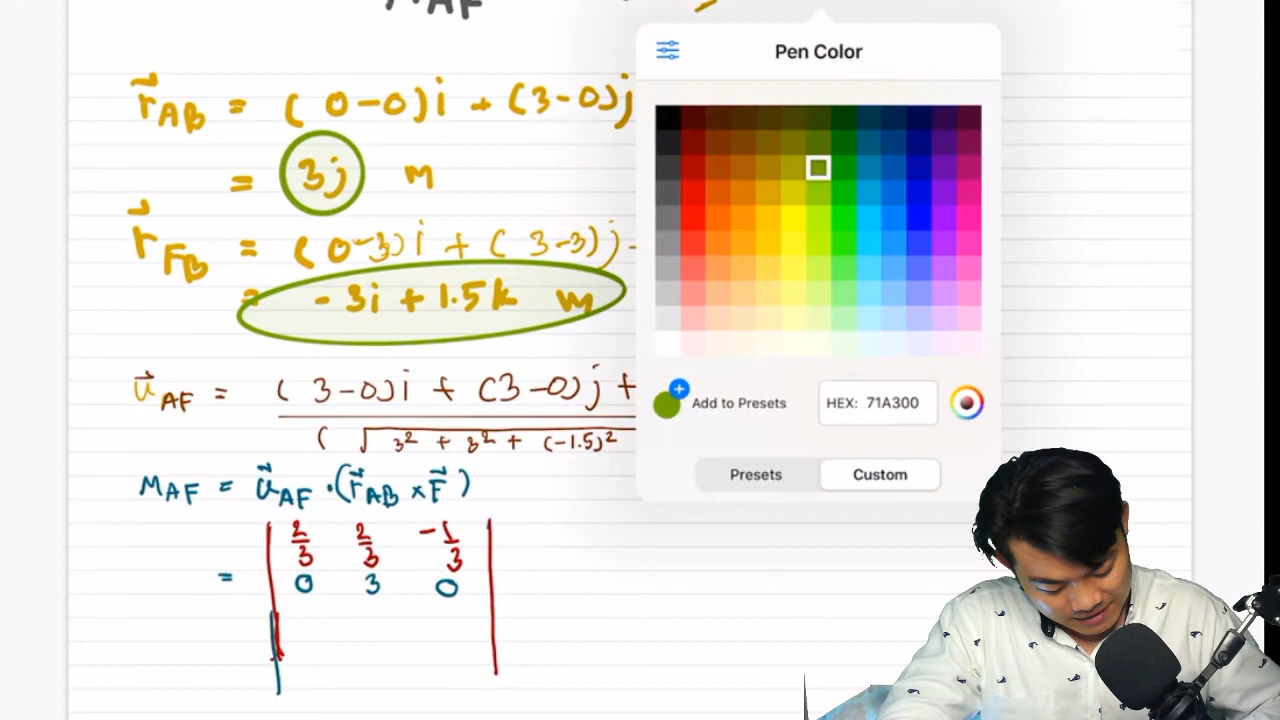 M AF
r⃗AB = (0-0)i + (3-0)j
= 3j m
r⃗FB = (0-3)i + (3-3)j -
= -3i + 1.5k m
u⃗AF = (3-0)i + (3-0)j +
( √3² + 3² + (-1.5)²
MAF = u⃗AF · (r⃗AB × F⃗)
2/3 2/3 -1/3
= 0 3 0
Pen Color
Add to Presets
HEX: 71A300
Presets Custom